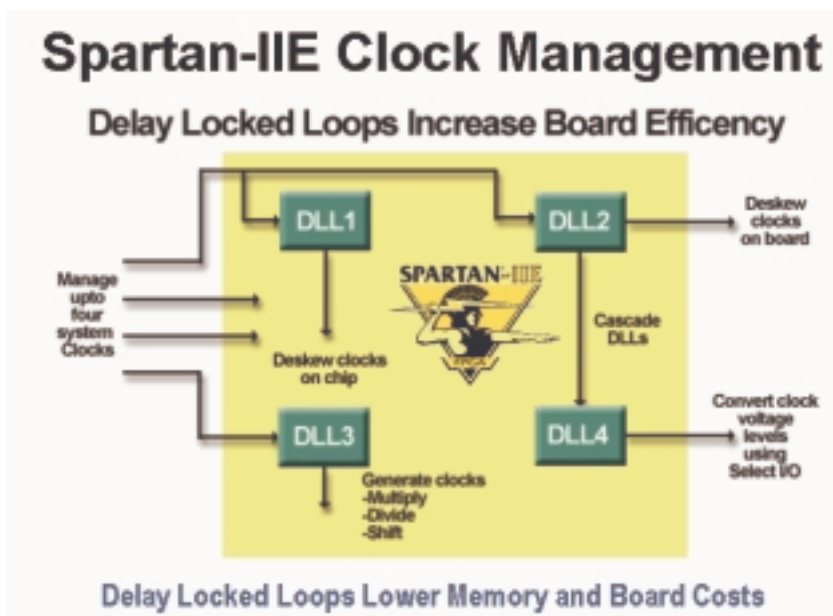 Spartan-IIE Clock Management
Delay Locked Loops Increase Board Efficency
DLL1
DLL2
Deskew
clocks
on board
Manage
upto
four
system
Clocks
SPARTAN-IIE
FPGA
Deskew clocks
on chip
Cascade
DLLs
DLL3
DLL4
Convert clock
voltage
levels
using
Select I/O
Generate clocks
-Multiply
-Divide
-Shift
Delay Locked Loops Lower Memory and Board Costs